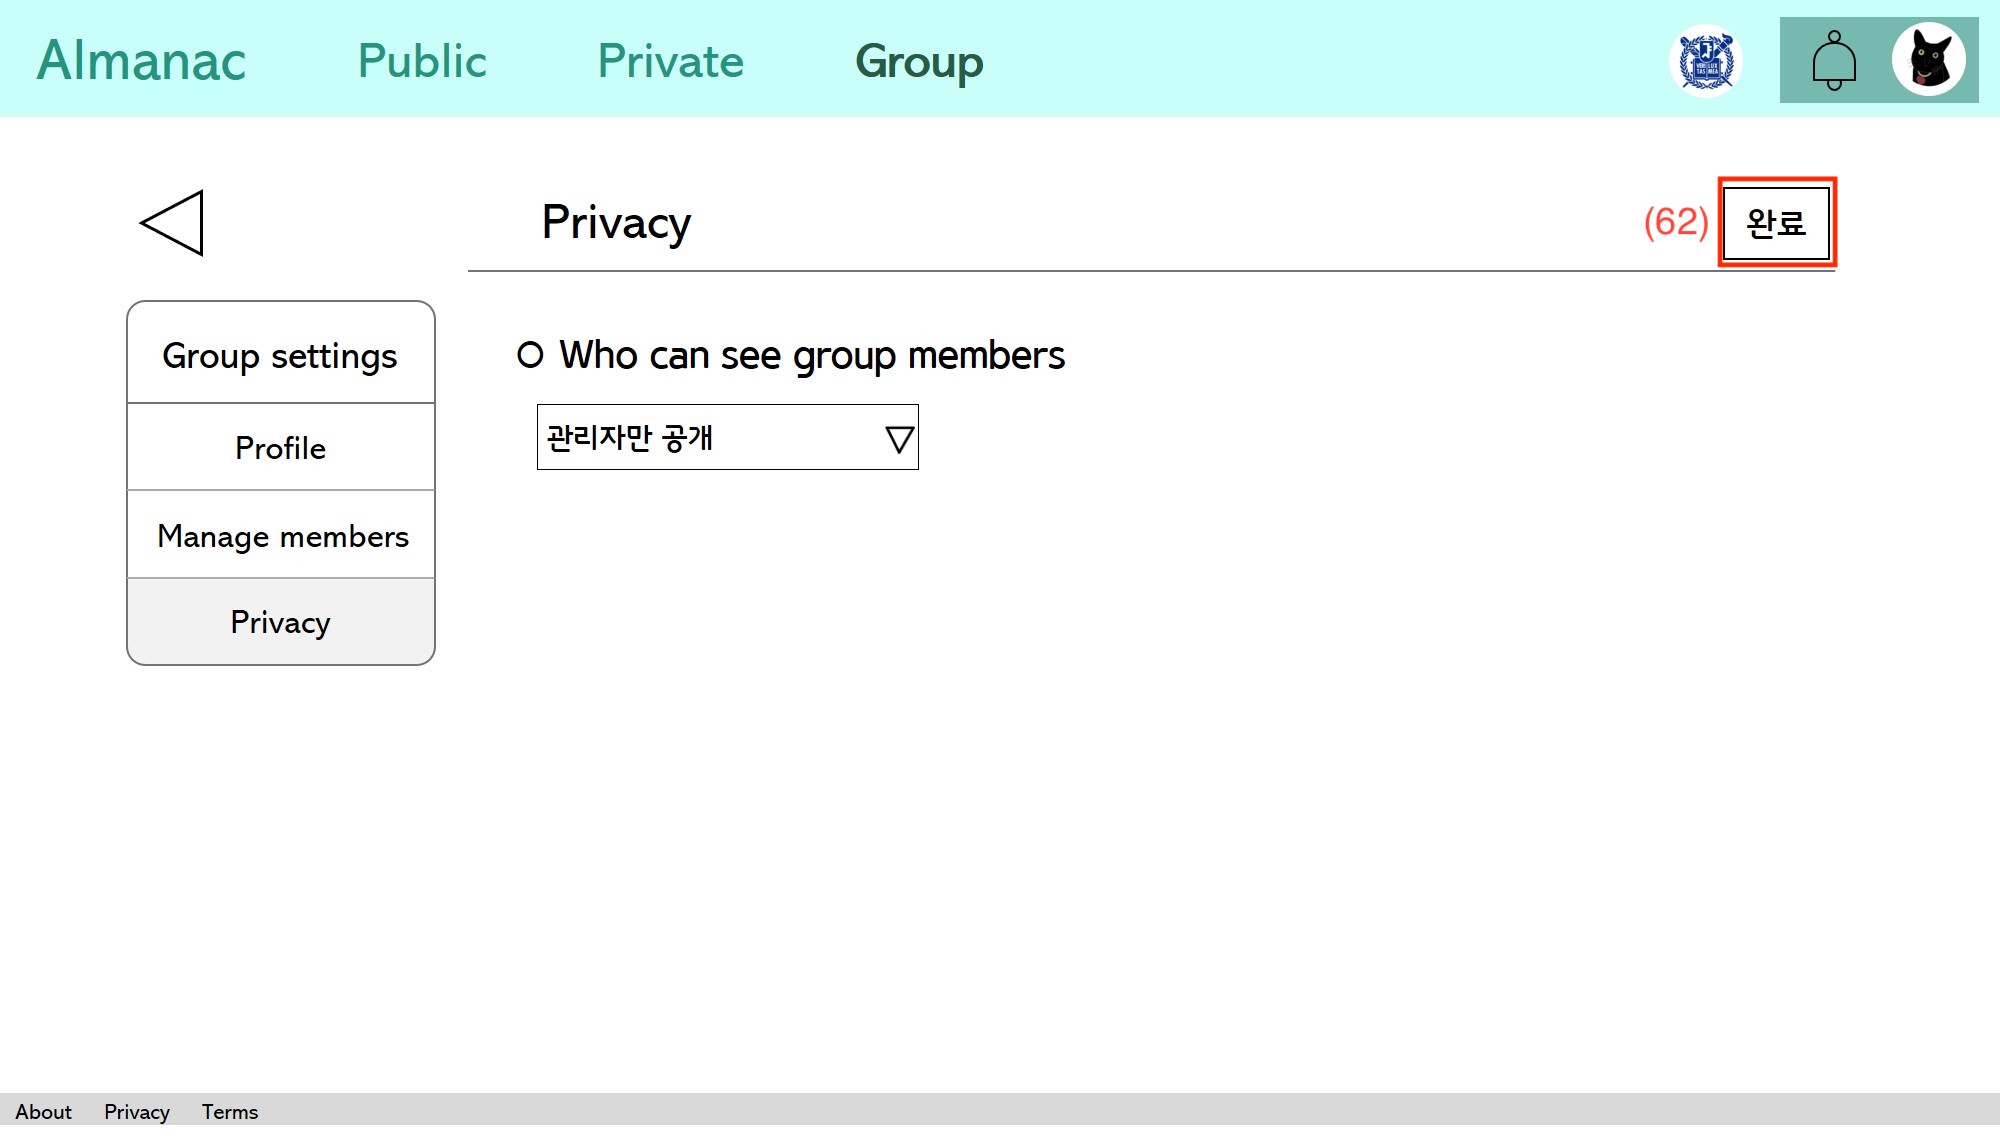 Almanac Public Private Group
Privacy (62) 완료
Group settings
Profile
Manage members
Privacy
Who can see group members
관리자만 공개
About Privacy Terms